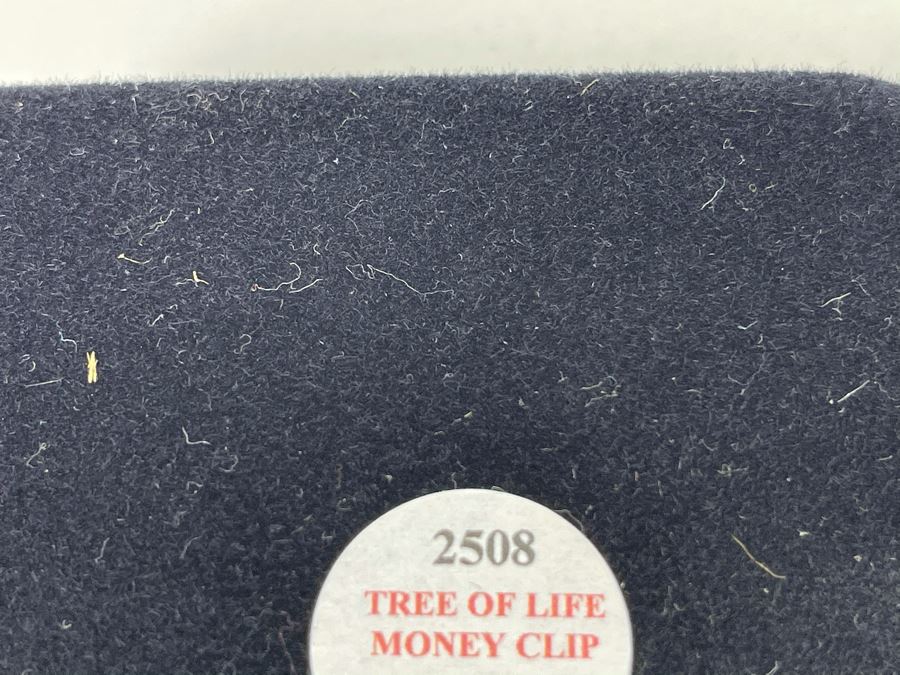 2508
TREE OF LIFE
MONEY CLIP